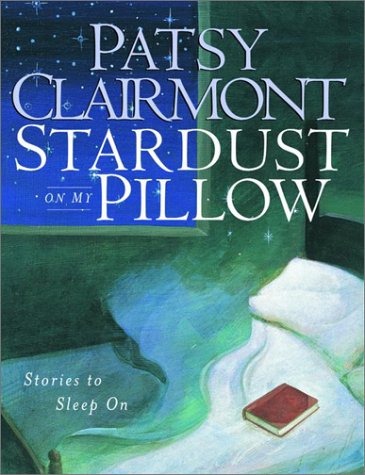 PATSY
CLAIRMONT
STARDUST
ON MY PILLOW
Stories to
Sleep On